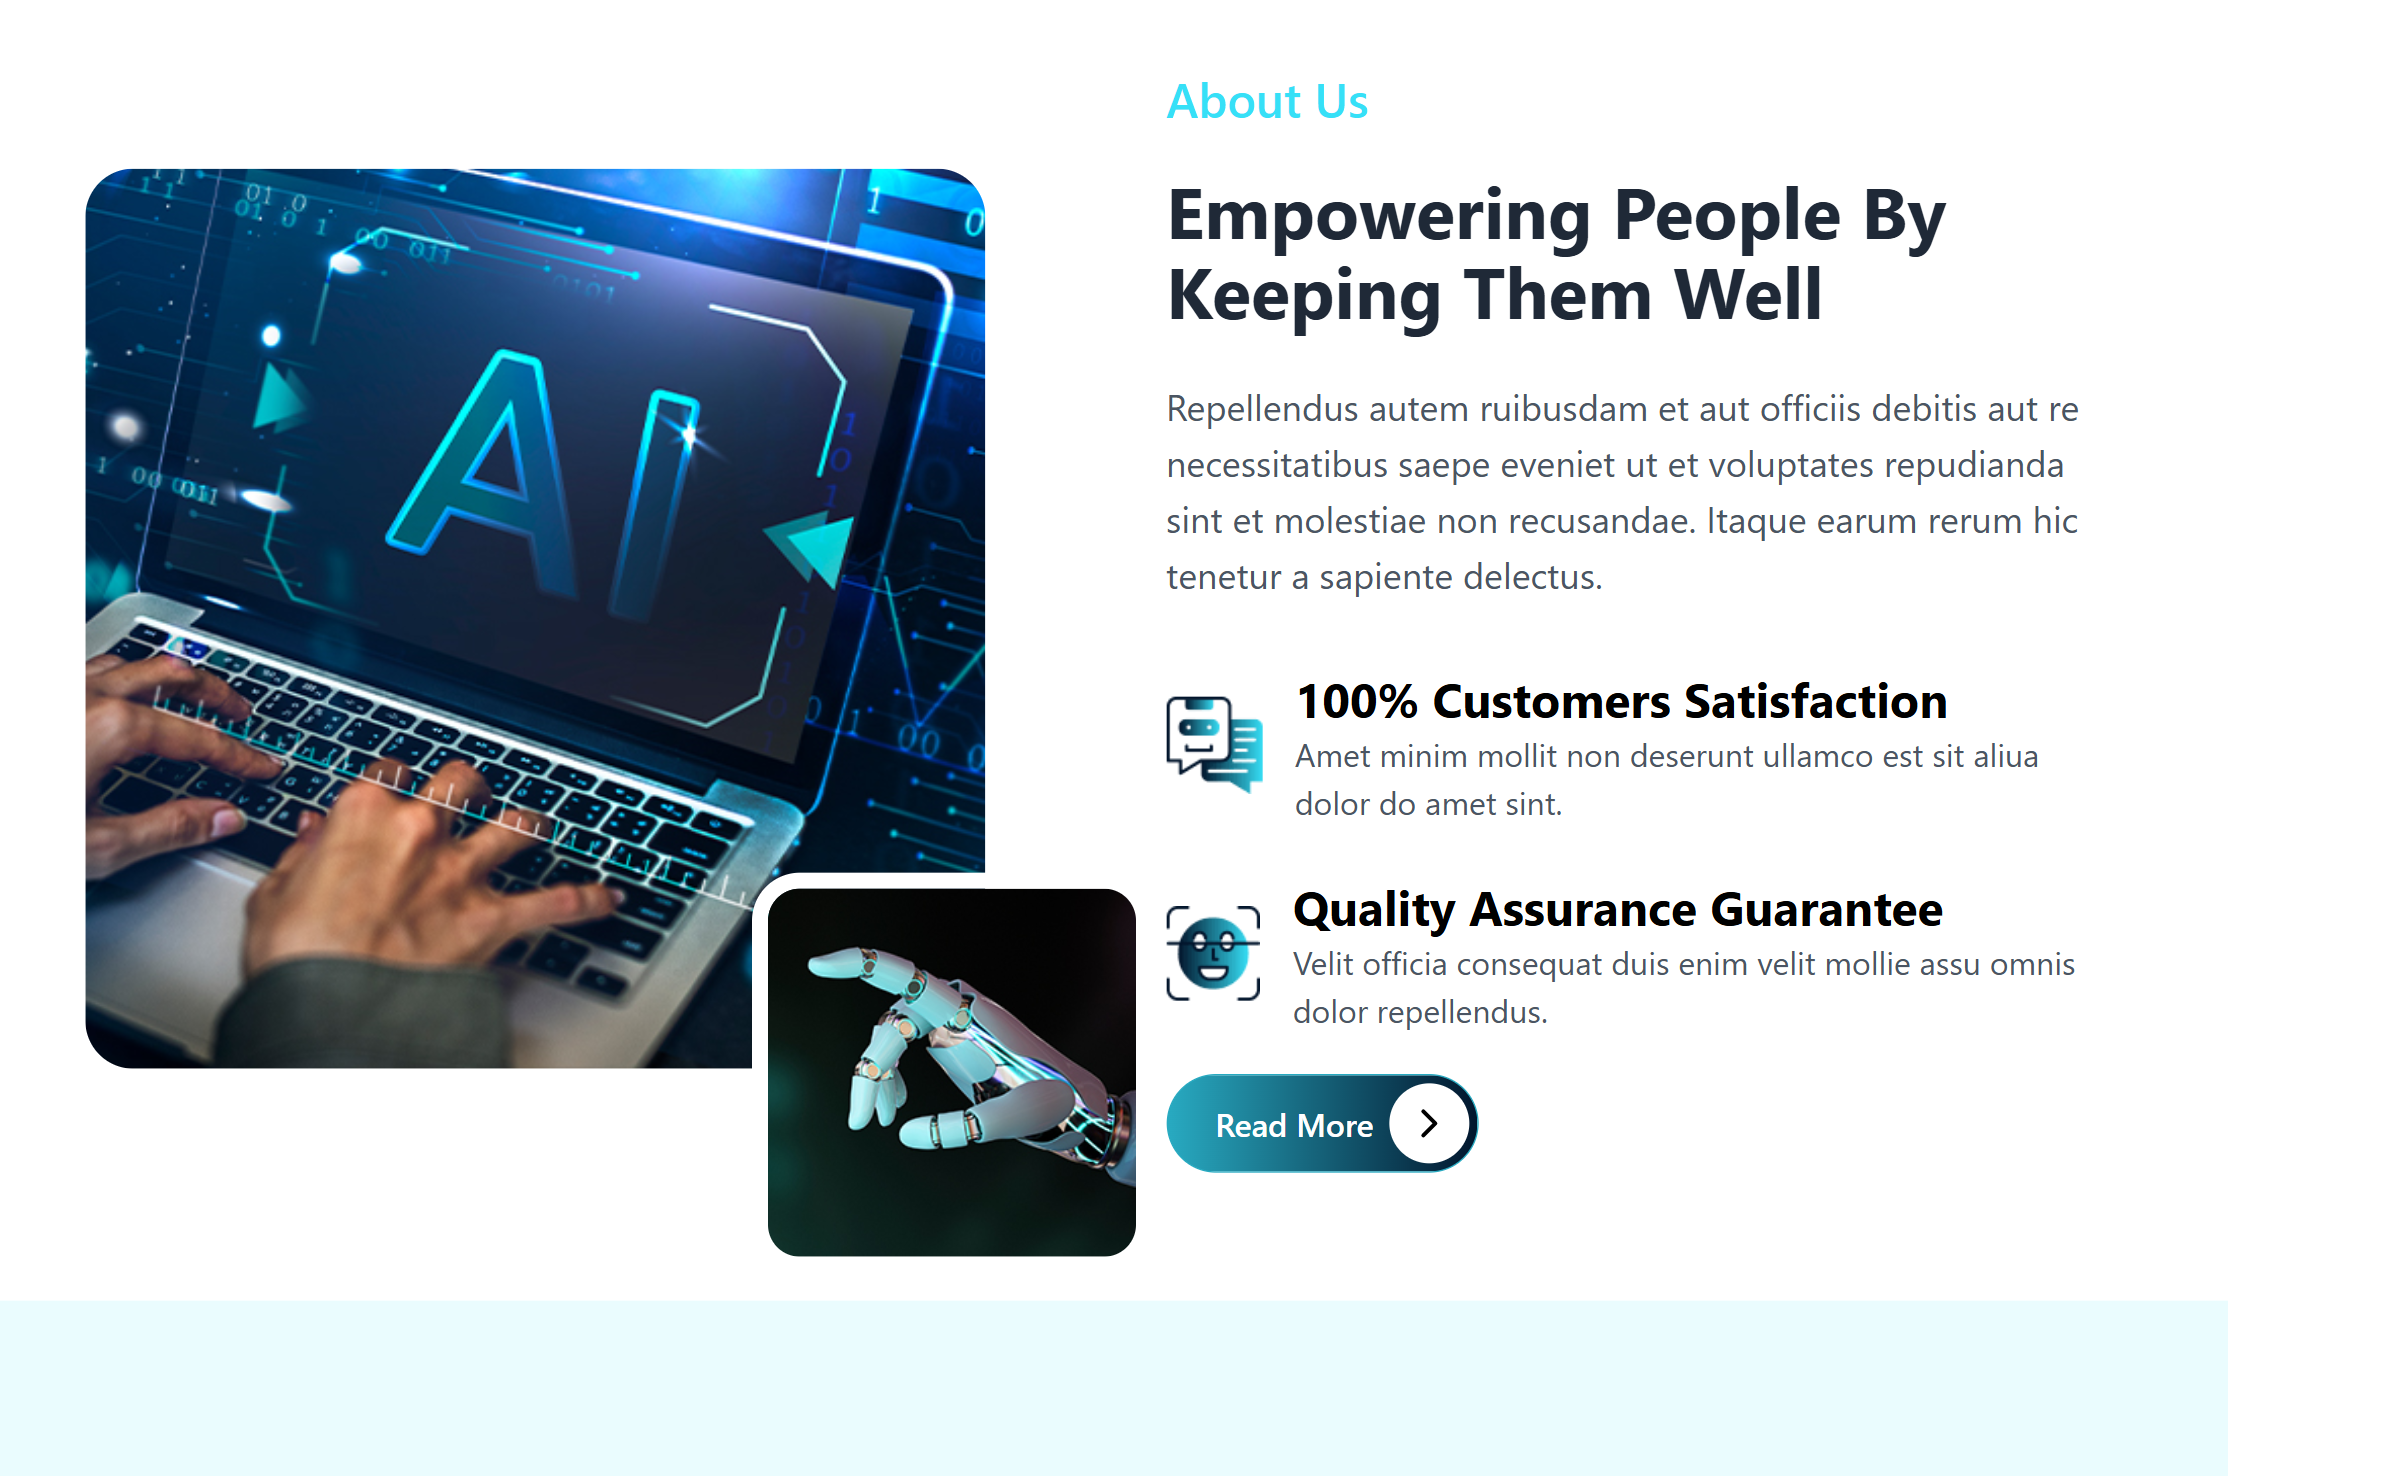 About Us
Empowering People By
Keeping Them Well
Repellendus autem ruibusdam et aut officiis debitis aut re
necessitatibus saepe eveniet ut et voluptates repudianda
sint et molestiae non recusandae. Itaque earum rerum hic
tenetur a sapiente delectus.
AI
100% Customers Satisfaction
Amet minim mollit non deserunt ullamco est sit aliua
dolor do amet sint.
Quality Assurance Guarantee
Velit officia consequat duis enim velit mollie assu omnis
dolor repellendus.
Read More